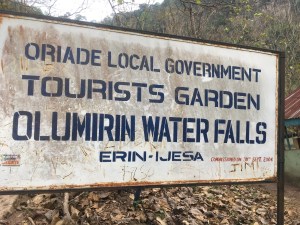 ORIADE LOCAL GOVERNMENT
TOURISTS GARDEN
OLUMIRIN WATER FALLS
ERIN-IJESA